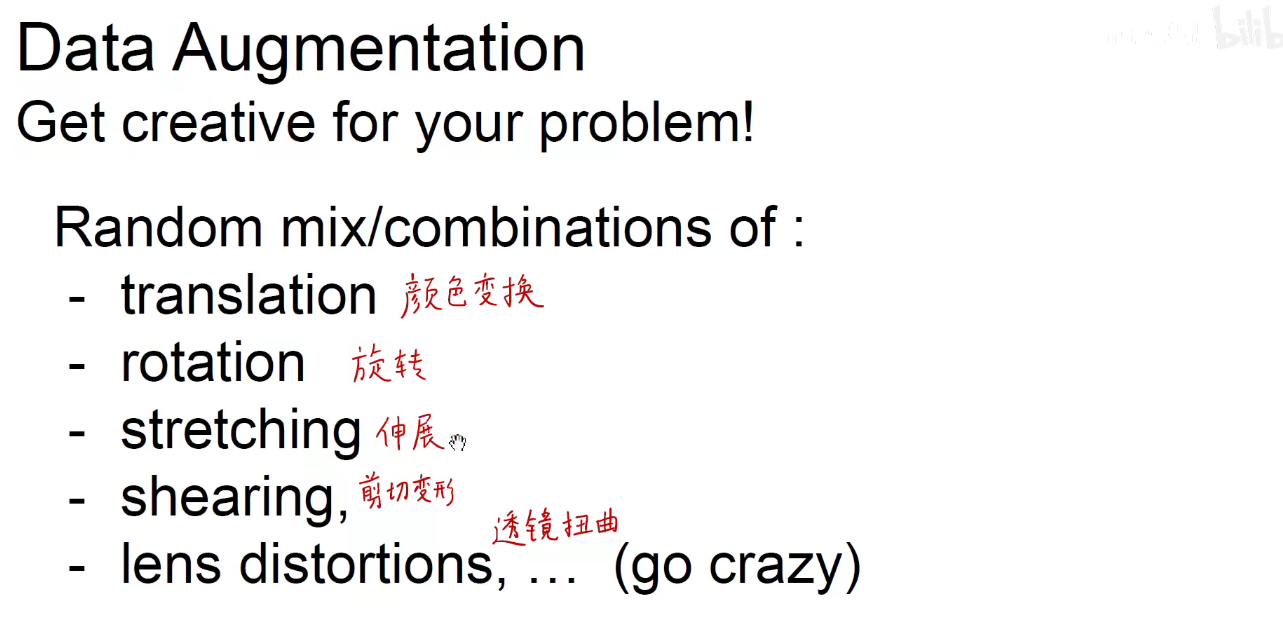 Data Augmentation
Get creative for your problem!
Random mix/combinations of :
- translation 颜色变换
- rotation 旋转
- stretching 伸展
- shearing, 剪切变形
透镜扭曲
- lens distortions, … (go crazy)